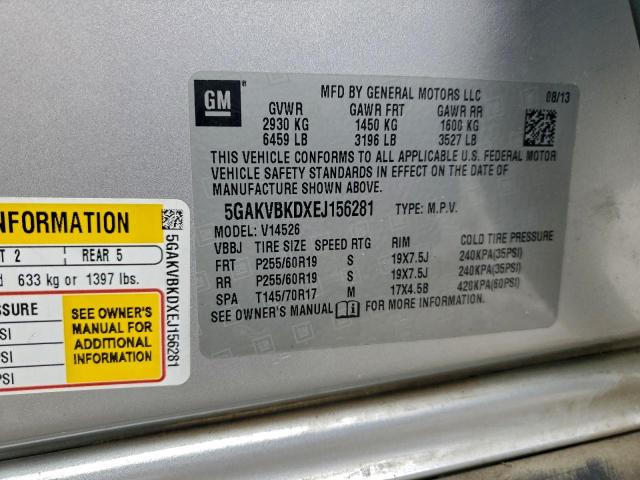 GM
MFD BY GENERAL MOTORS LLC 08/13
GVWR GAWR FRT GAWR RR
2930 KG 1450 KG 1600 KG
6459 LB 3196 LB 3527 LB
THIS VEHICLE CONFORMS TO ALL APPLICABLE U.S. FEDERAL MOTOR
VEHICLE SAFETY STANDARDS IN EFFECT ON THE DATE OF
MANUFACTURE SHOWN ABOVE.
5GAKVBKDXEJ156281 TYPE: M.P.V.
MODEL: V14526
VBBJ TIRE SIZE SPEED RTG RIM COLD TIRE PRESSURE
FRT P255/60R19 S 19X7.5J 240KPA(35PSI)
RR P255/60R19 S 19X7.5J 240KPA(35PSI)
SPA T145/70R17 M 17X4.5B 420KPA(60PSI)
SEE OWNER'S MANUAL FOR MORE INFORMATION.
INFORMATION
2 REAR 5
633 kg or 1397 lbs.
SEE OWNER'S
MANUAL FOR
ADDITIONAL
INFORMATION
PSI
5GAKVBKDXEJ156281